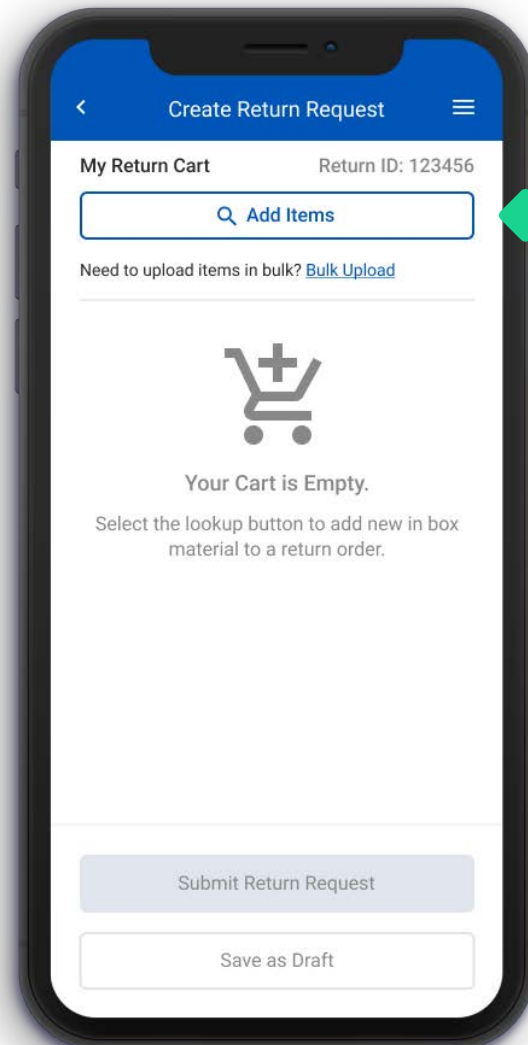 Create Return Request
My Return Cart Return ID: 123456
Add Items
Need to upload items in bulk? Bulk Upload
Your Cart is Empty.
Select the lookup button to add new in box
material to a return order.
Submit Return Request
Save as Draft